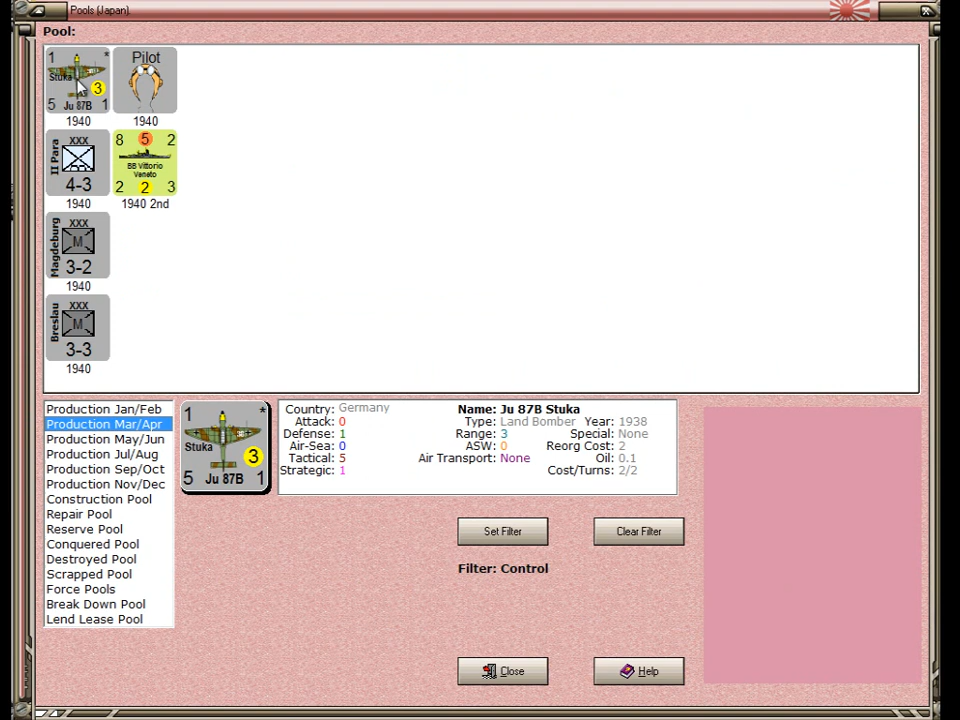 Pools (Japan).
Pool:
1 *
Stuka 3
5 Ju 87B 1
1940
Pilot
1940
XXX
II Para
4-3
1940
8 5 2
BB Vittorio
Veneto
2 2 3
1940 2nd
XXX
Magdeburg
M
3-2
1940
XXX
Breslau
M
3-3
1940
Production Jan/Feb
Production Mar/Apr
Production May/Jun
Production Jul/Aug
Production Sep/Oct
Production Nov/Dec
Construction Pool
Repair Pool
Reserve Pool
Conquered Pool
Destroyed Pool
Scrapped Pool
Force Pools
Break Down Pool
Lend Lease Pool
1 *
Stuka 3
5 Ju 87B 1
Country: Germany Name: Ju 87B Stuka
Attack: 0 Type: Land Bomber Year: 1938
Defense: 1 Range: 3 Special: None
Air-Sea: 0 ASW: 0 Reorg Cost: 2
Tactical: 5 Air Transport: None Oil: 0.1
Strategic: 1 Cost/Turns: 2/2
Set Filter Clear Filter
Filter: Control
Close Help